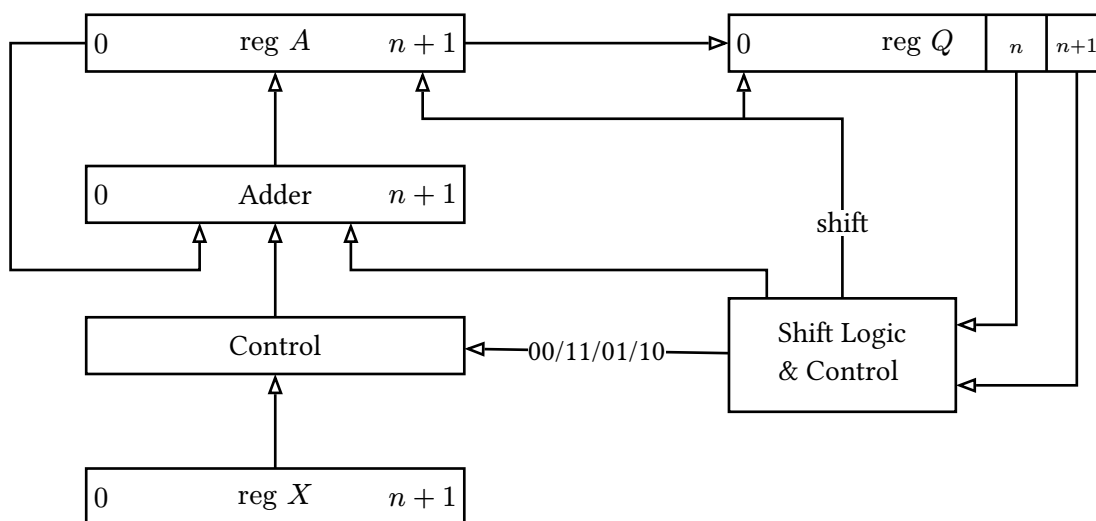 0 reg A n + 1
0 reg Q n n+1
0 Adder n + 1
shift
Control
00/11/01/10
Shift Logic
& Control
0 reg X n + 1